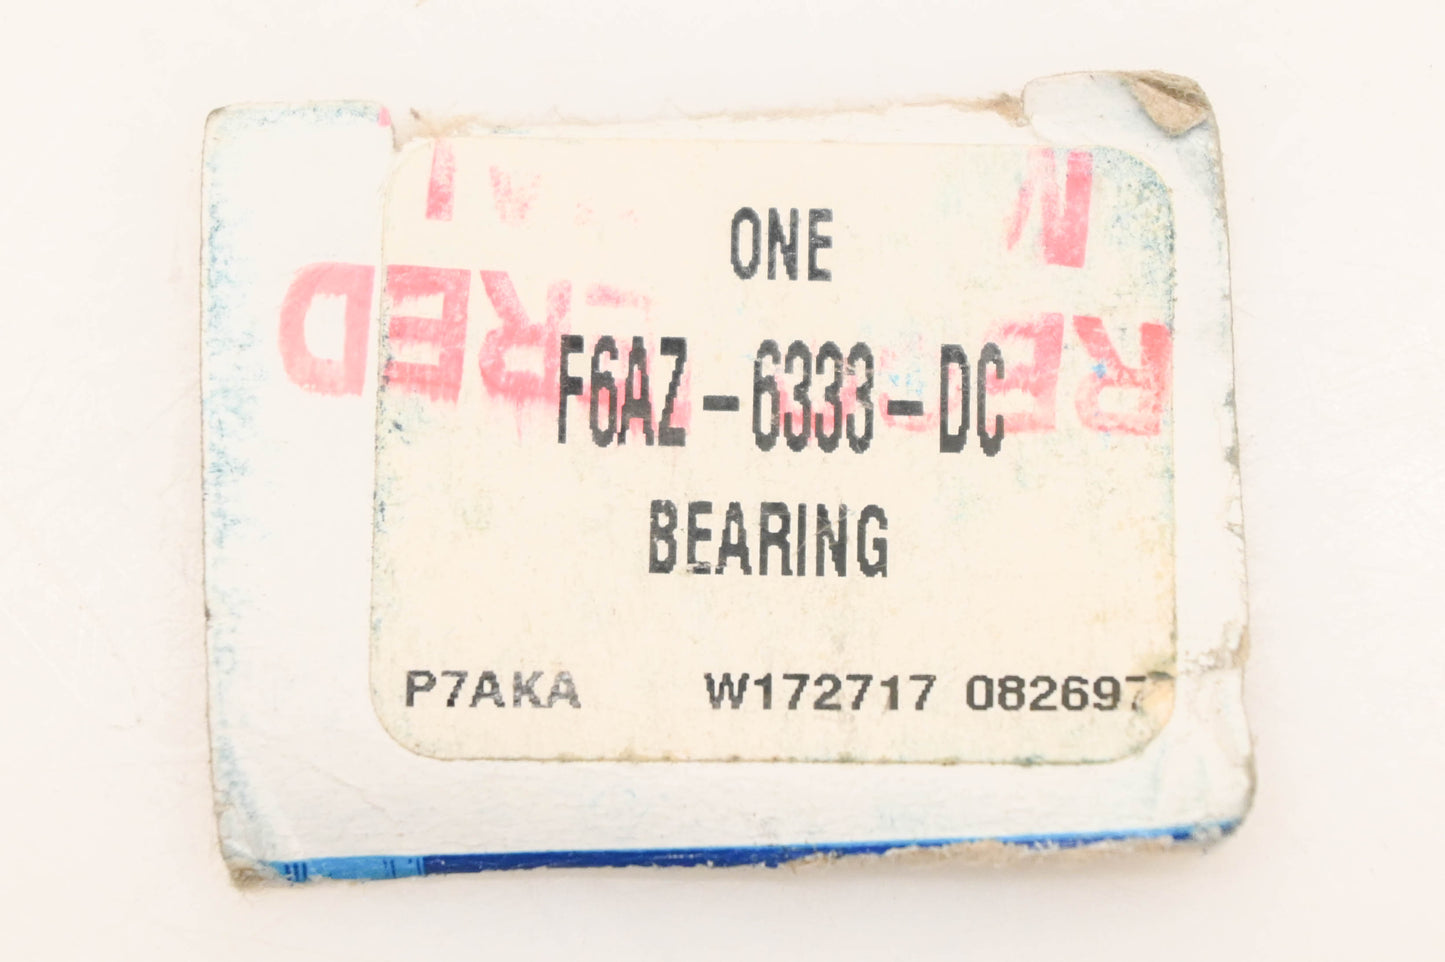 ONE
F6AZ-6333-DC
BEARING
P7AKA W172717 082697